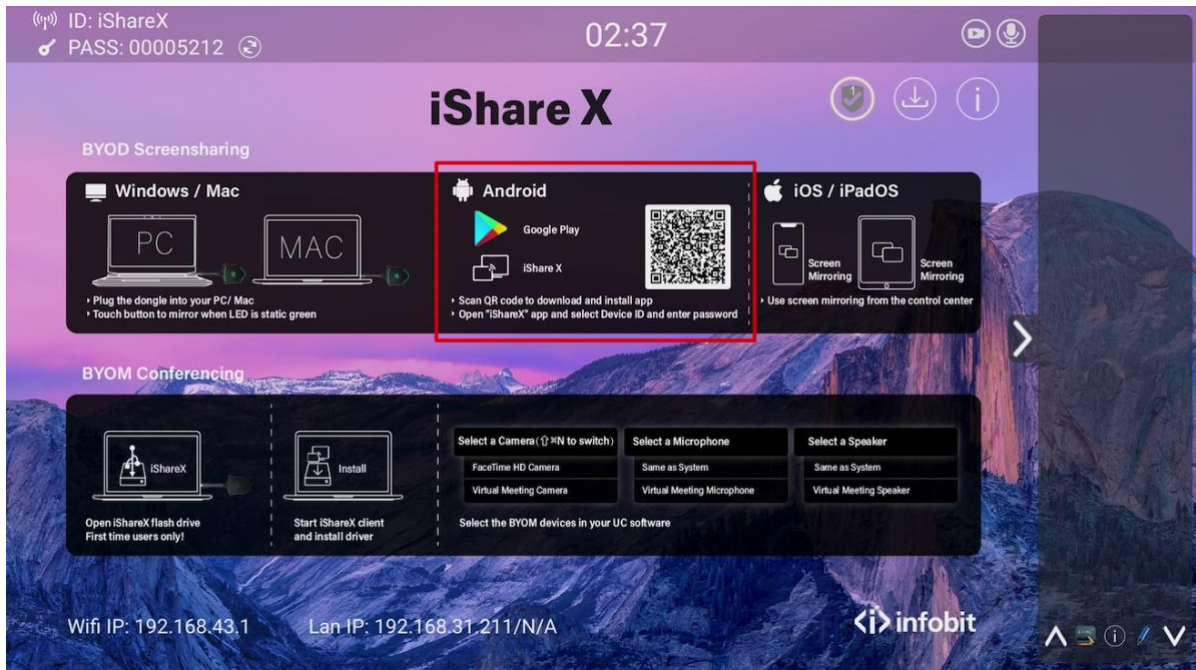 ID: iShareX
PASS: 00005212
02:37
iShare X
1
BYOD Screensharing
Windows / Mac
PC
MAC
Plug the dongle into your PC/ Mac
Touch button to mirror when LED is static green
Android
Google Play
iShare X
Scan QR code to download and install app
Open "iShareX" app and select Device ID and enter password
iOS / iPadOS
Screen
Mirroring
Screen
Mirroring
Use screen mirroring from the control center
BYOM Conferencing
iShareX
Open iShareX flash drive
First time users only!
Install
Start iShareX client
and install driver
Select a Camera(⇧⌘N to switch)
FaceTime HD Camera
Virtual Meeting Camera
Select a Microphone
Same as System
Virtual Meeting Microphone
Select a Speaker
Same as System
Virtual Meeting Speaker
Select the BYOM devices in your UC software
Wifi IP: 192.168.43.1
Lan IP: 192.168.31.211/N/A
<i> infobit